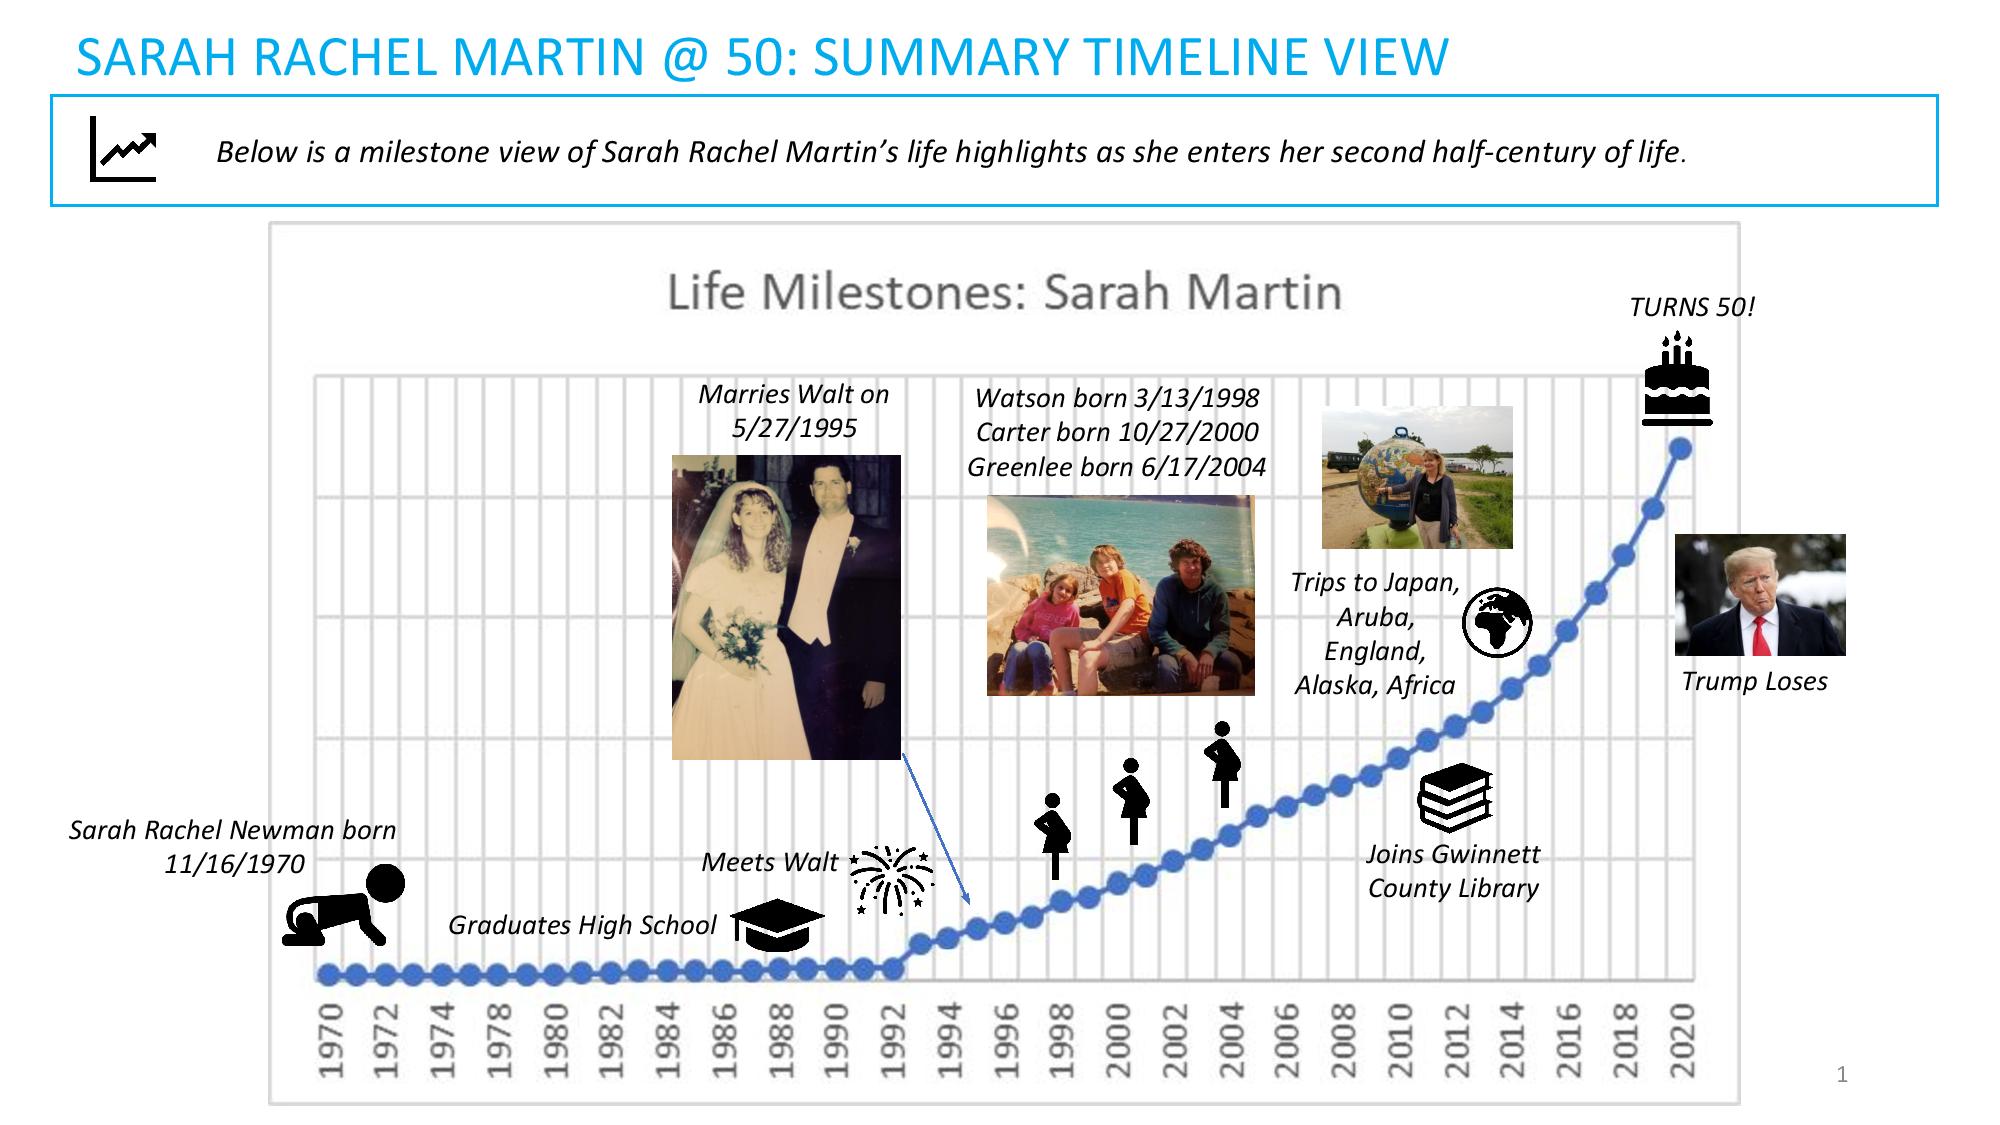 SARAH RACHEL MARTIN @ 50: SUMMARY TIMELINE VIEW
Below is a milestone view of Sarah Rachel Martin’s life highlights as she enters her second half-century of life.
Life Milestones: Sarah Martin
TURNS 50!
Marries Walt on
5/27/1995
Watson born 3/13/1998
Carter born 10/27/2000
Greenlee born 6/17/2004
Trips to Japan,
Aruba,
England,
Alaska, Africa
Trump Loses
Sarah Rachel Newman born
11/16/1970
Meets Walt
Graduates High School
Joins Gwinnett
County Library
1970
1972
1974
1978
1980
1982
1984
1986
1988
1990
1992
1994
1996
1998
2000
2002
2004
2006
2008
2010
2012
2014
2016
2018
2020
1